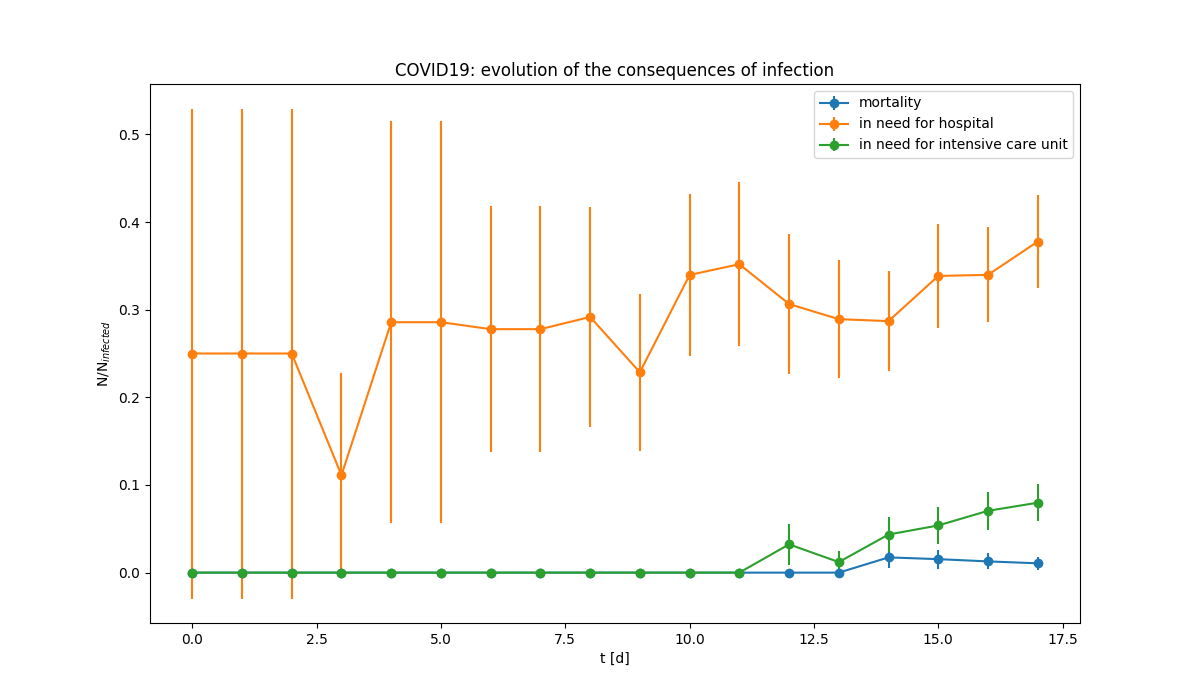 COVID19: evolution of the consequences of infection
mortality
in need for hospital
in need for intensive care unit
0.5
0.4
0.3
0.2
0.1
0.0
N/N_infected
0.0 2.5 5.0 7.5 10.0 12.5 15.0 17.5
t [d]